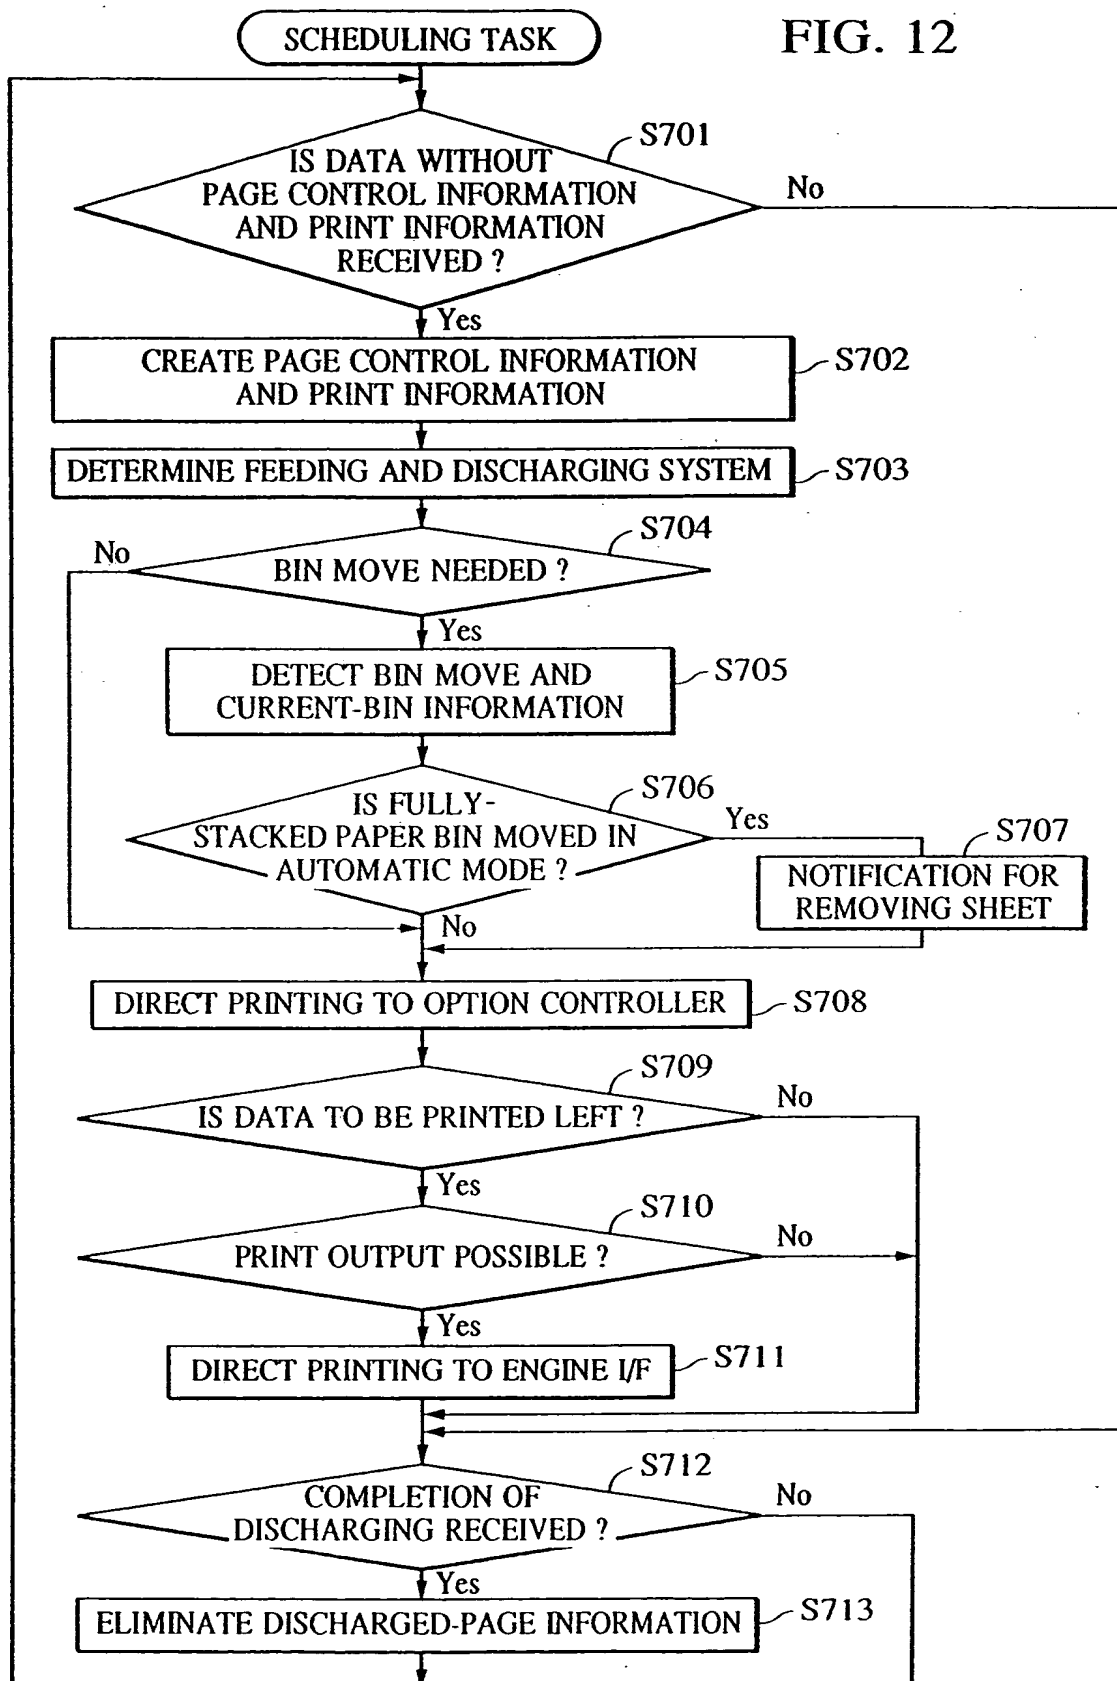 SCHEDULING TASK
FIG. 12
S701
IS DATA WITHOUT
PAGE CONTROL INFORMATION
AND PRINT INFORMATION
RECEIVED ?
No
Yes
CREATE PAGE CONTROL INFORMATION
AND PRINT INFORMATION
S702
DETERMINE FEEDING AND DISCHARGING SYSTEM
S703
S704
No
BIN MOVE NEEDED ?
Yes
DETECT BIN MOVE AND
CURRENT-BIN INFORMATION
S705
S706
IS FULLY-
STACKED PAPER BIN MOVED IN
AUTOMATIC MODE ?
Yes
S707
NOTIFICATION FOR
REMOVING SHEET
No
DIRECT PRINTING TO OPTION CONTROLLER
S708
S709
IS DATA TO BE PRINTED LEFT ?
No
Yes
S710
PRINT OUTPUT POSSIBLE ?
No
Yes
DIRECT PRINTING TO ENGINE I/F
S711
S712
COMPLETION OF
DISCHARGING RECEIVED ?
No
Yes
ELIMINATE DISCHARGED-PAGE INFORMATION
S713